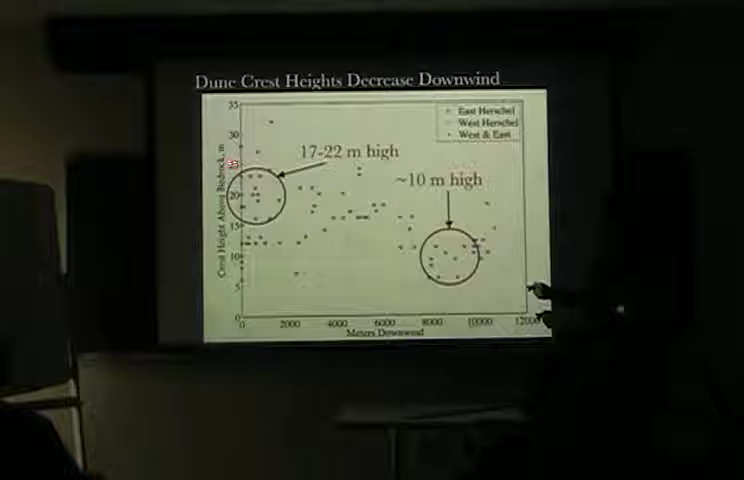 Dune Crest Heights Decrease Downwind
35
East Herschel
West Herschel
West & East
30
17-22 m high
25
~10 m high
20
15
10
5
0
Crest Height Above Bedrock, m
0 2000 4000 6000 8000 10000 12000
Meters Downwind